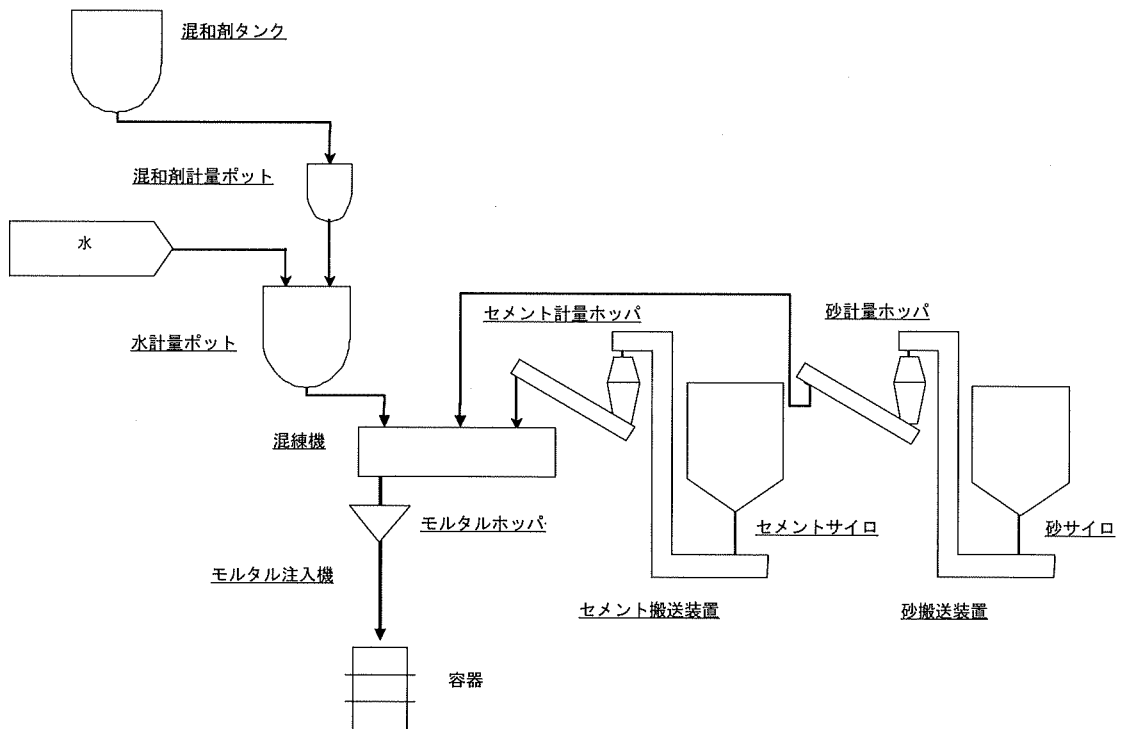 混和剤タンク
混和剤計量ポット
水
セメント計量ホッパ
砂計量ホッパ
水計量ポット
混練機
モルタルホッパ
セメントサイロ
砂サイロ
モルタル注入機
セメント搬送装置
砂搬送装置
容器